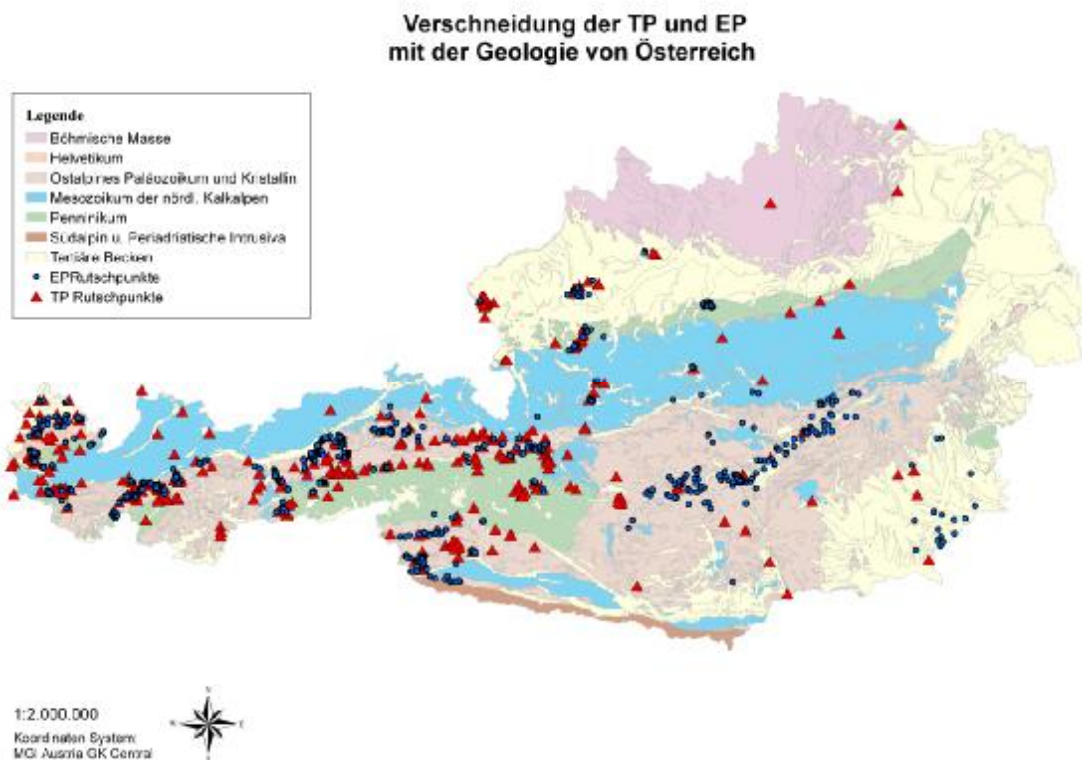 Verschneidung der TP und EP
mit der Geologie von Österreich
Legende
Böhmische Masse
Helvetikum
Ostalpines Paläozoikum und Kristallin
Mesozoikum der nördl. Kalkalpen
Penninikum
Südalpin u. Periadriatische Intrusiva
Tertiäre Becken
EPRutschpunkte
TP Rutschpunkte
N
W
E
S
1:2.000.000
Koordinaten System:
MGI Austria GK Central